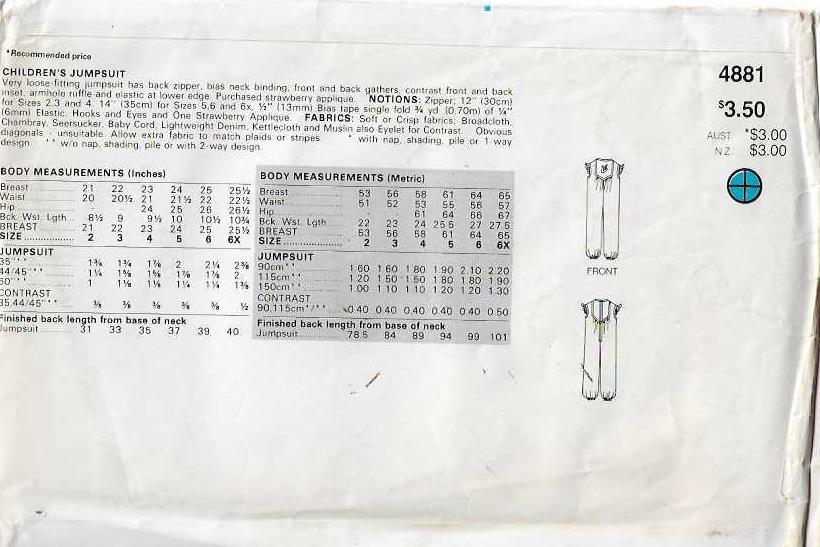 *Recommended price
CHILDREN'S JUMPSUIT
Very loose-fitting jumpsuit has back zipper, bias neck binding, front and back gathers, contrast front and back
inset, armhole ruffle and elastic at lower edge. Purchased strawberry applique. NOTIONS: Zipper; 12" (30cm)
for Sizes 2,3 and 4, 14" (35cm) for Sizes 5,6 and 6x, ½" (13mm) Bias tape single fold ¾ yd (0.70m) of ¼"
(6mm) Elastic, Hooks and Eyes and One Strawberry Applique. FABRICS: Soft or Crisp fabrics; Broadcloth,
Chambray, Seersucker, Baby Cord, Lightweight Denim, Kettlecloth and Muslin also Eyelet for Contrast. Obvious
diagonals - unsuitable. Allow extra fabric to match plaids or stripes. * with nap, shading, pile or 1-way
design. ** w/o nap, shading, pile or with 2-way design.
4881
$3.50
AUST. *$3.00
N.Z. $3.00
BODY MEASUREMENTS (Inches)
Breast 21 22 23 24 25 25½
Waist 20 20½ 21 21½ 22 22½
Hip 24 25 26 26½
Bck. Wst. Lgth 8½ 9 9½ 10 10½ 10¾
BREAST 21 22 23 24 25 25½
SIZE 2 3 4 5 6 6X
JUMPSUIT
35"** 1¾ 1¾ 1⅞ 2 2¼ 2⅜
44/45"** 1¼ 1⅝ 1⅝ 1⅞ 1⅞ 2
60"** 1 1⅛ 1⅛ 1¼ 1¼ 1⅜
CONTRAST
35,44/45"** ⅜ ⅜ ⅜ ⅜ ⅜ ½
Finished back length from base of neck
Jumpsuit 31 33 35 37 39 40
BODY MEASUREMENTS (Metric)
Breast 53 56 58 61 64 65
Waist 51 52 53 55 56 57
Hip 61 64 66 67
Bck. Wst. Lgth 22 23 24 25.5 27 27.5
BREAST 53 56 58 61 64 65
SIZE 2 3 4 5 6 6X
JUMPSUIT
90cm** 1.60 1.60 1.80 1.90 2.10 2.20
115cm** 1.20 1.50 1.50 1.80 1.80 1.90
150cm** 1.00 1.10 1.10 1.20 1.20 1.30
CONTRAST
90,115cm*/** 0.40 0.40 0.40 0.40 0.40 0.50
Finished back length from base of neck
Jumpsuit 78.5 84 89 94 99 101
FRONT